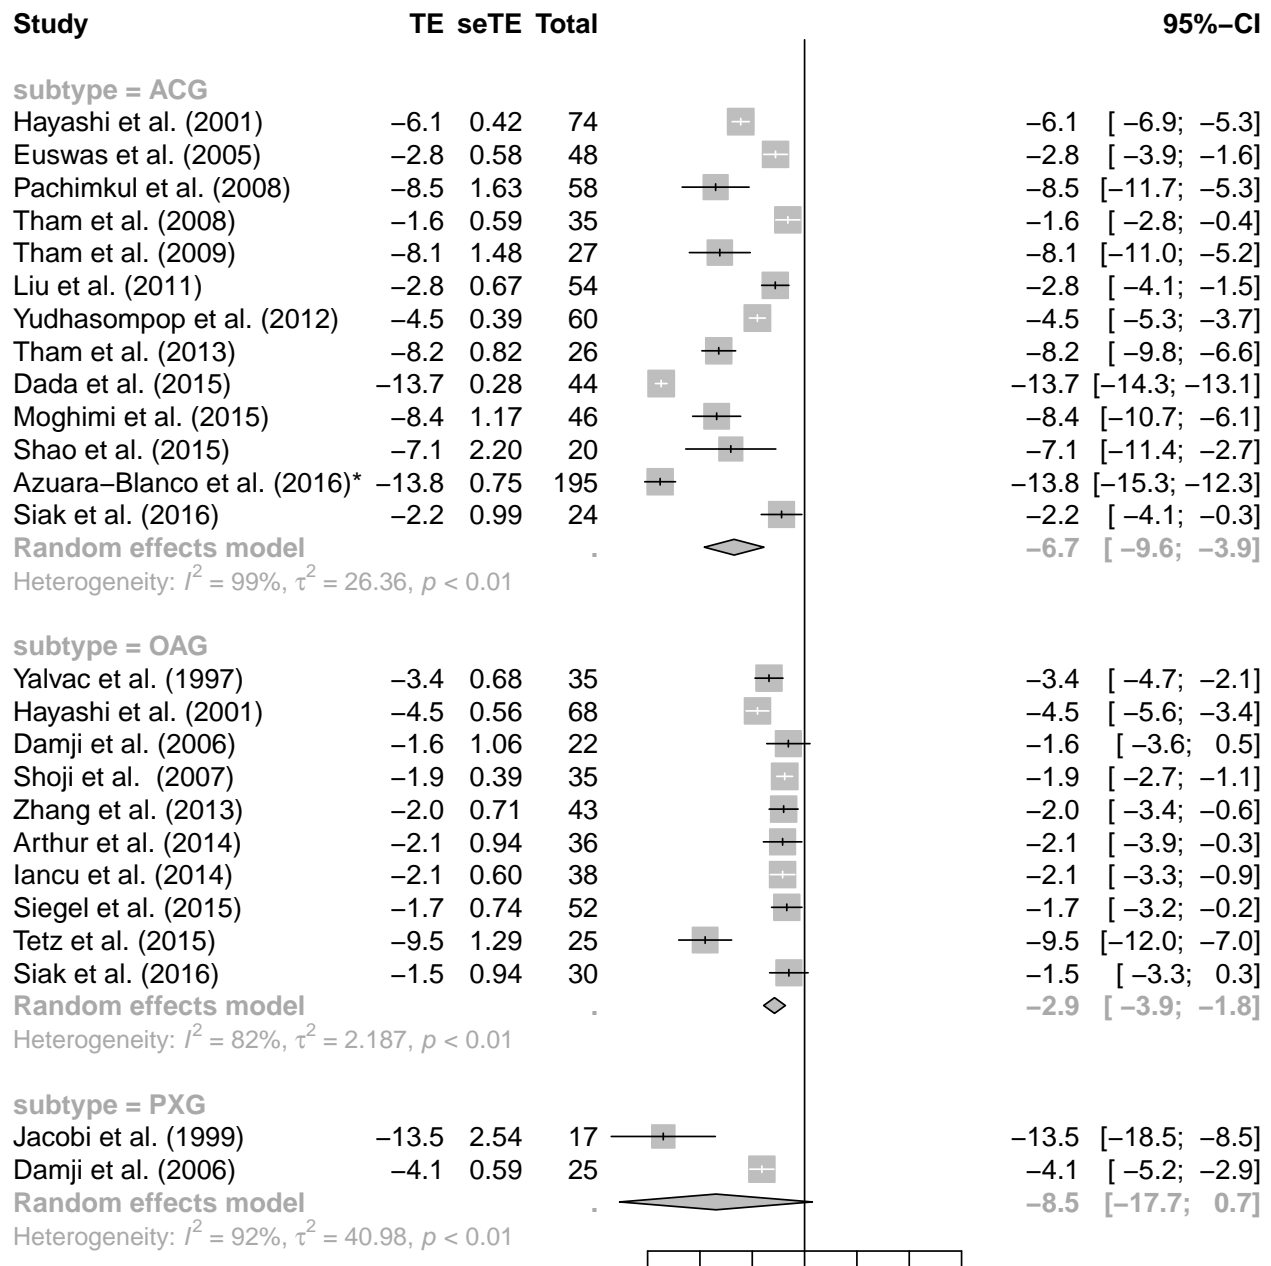 Study TE seTE Total 95%−CI
subtype = ACG
Hayashi et al. (2001) −6.1 0.42 74 −6.1 [ −6.9; −5.3]
Euswas et al. (2005) −2.8 0.58 48 −2.8 [ −3.9; −1.6]
Pachimkul et al. (2008) −8.5 1.63 58 −8.5 [−11.7; −5.3]
Tham et al. (2008) −1.6 0.59 35 −1.6 [ −2.8; −0.4]
Tham et al. (2009) −8.1 1.48 27 −8.1 [−11.0; −5.2]
Liu et al. (2011) −2.8 0.67 54 −2.8 [ −4.1; −1.5]
Yudhasompop et al. (2012) −4.5 0.39 60 −4.5 [ −5.3; −3.7]
Tham et al. (2013) −8.2 0.82 26 −8.2 [ −9.8; −6.6]
Dada et al. (2015) −13.7 0.28 44 −13.7 [−14.3; −13.1]
Moghimi et al. (2015) −8.4 1.17 46 −8.4 [−10.7; −6.1]
Shao et al. (2015) −7.1 2.20 20 −7.1 [−11.4; −2.7]
Azuara−Blanco et al. (2016)* −13.8 0.75 195 −13.8 [−15.3; −12.3]
Siak et al. (2016) −2.2 0.99 24 −2.2 [ −4.1; −0.3]
Random effects model . −6.7 [ −9.6; −3.9]
Heterogeneity: I² = 99%, τ² = 26.36, p < 0.01
subtype = OAG
Yalvac et al. (1997) −3.4 0.68 35 −3.4 [ −4.7; −2.1]
Hayashi et al. (2001) −4.5 0.56 68 −4.5 [ −5.6; −3.4]
Damji et al. (2006) −1.6 1.06 22 −1.6 [ −3.6; 0.5]
Shoji et al. (2007) −1.9 0.39 35 −1.9 [ −2.7; −1.1]
Zhang et al. (2013) −2.0 0.71 43 −2.0 [ −3.4; −0.6]
Arthur et al. (2014) −2.1 0.94 36 −2.1 [ −3.9; −0.3]
Iancu et al. (2014) −2.1 0.60 38 −2.1 [ −3.3; −0.9]
Siegel et al. (2015) −1.7 0.74 52 −1.7 [ −3.2; −0.2]
Tetz et al. (2015) −9.5 1.29 25 −9.5 [−12.0; −7.0]
Siak et al. (2016) −1.5 0.94 30 −1.5 [ −3.3; 0.3]
Random effects model . −2.9 [ −3.9; −1.8]
Heterogeneity: I² = 82%, τ² = 2.187, p < 0.01
subtype = PXG
Jacobi et al. (1999) −13.5 2.54 17 −13.5 [−18.5; −8.5]
Damji et al. (2006) −4.1 0.59 25 −4.1 [ −5.2; −2.9]
Random effects model . −8.5 [−17.7; 0.7]
Heterogeneity: I² = 92%, τ² = 40.98, p < 0.01